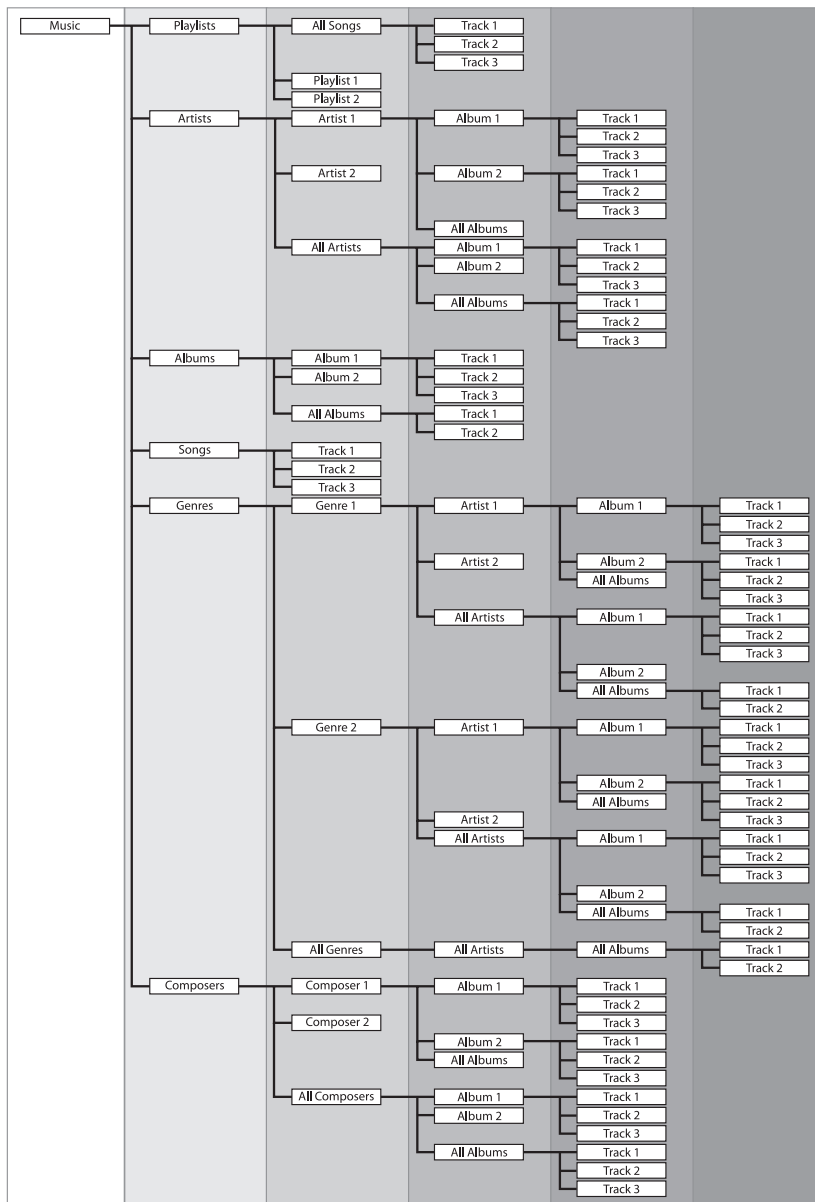 Music Playlists All Songs Track 1
Track 2
Track 3
Playlist 1
Playlist 2
Artists Artist 1 Album 1 Track 1
Track 2
Track 3
Artist 2 Album 2 Track 1
Track 2
Track 3
All Albums
All Artists Album 1 Track 1
Album 2 Track 2
Track 3
All Albums Track 1
Track 2
Track 3
Albums Album 1 Track 1
Album 2 Track 2
Track 3
All Albums Track 1
Track 2
Songs Track 1
Track 2
Track 3
Genres Genre 1 Artist 1 Album 1 Track 1
Track 2
Track 3
Artist 2 Album 2 Track 1
All Albums Track 2
Track 3
All Artists Album 1 Track 1
Track 2
Track 3
Album 2
All Albums Track 1
Track 2
Genre 2 Artist 1 Album 1 Track 1
Track 2
Track 3
Album 2 Track 1
All Albums Track 2
Artist 2 Track 3
All Artists Album 1 Track 1
Track 2
Track 3
Album 2
All Albums Track 1
Track 2
All Genres All Artists All Albums Track 1
Track 2
Composers Composer 1 Album 1 Track 1
Track 2
Composer 2 Track 3
Album 2 Track 1
All Albums Track 2
Track 3
All Composers Album 1 Track 1
Album 2 Track 2
Track 3
All Albums Track 1
Track 2
Track 3